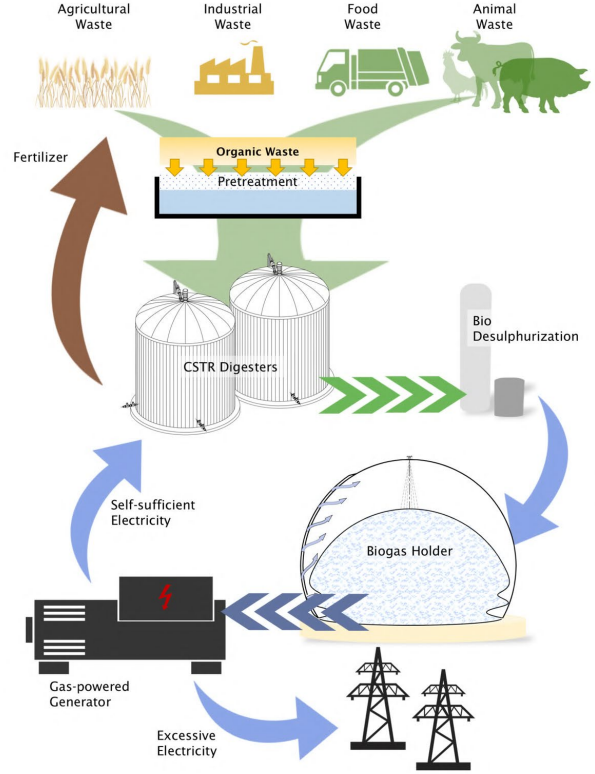 Agricultural
Waste
Industrial
Waste
Food
Waste
Animal
Waste
Organic Waste
Fertilizer
Pretreatment
Bio
Desulphurization
CSTR Digesters
Self-sufficient
Electricity
Biogas Holder
Gas-powered
Generator
Excessive
Electricity